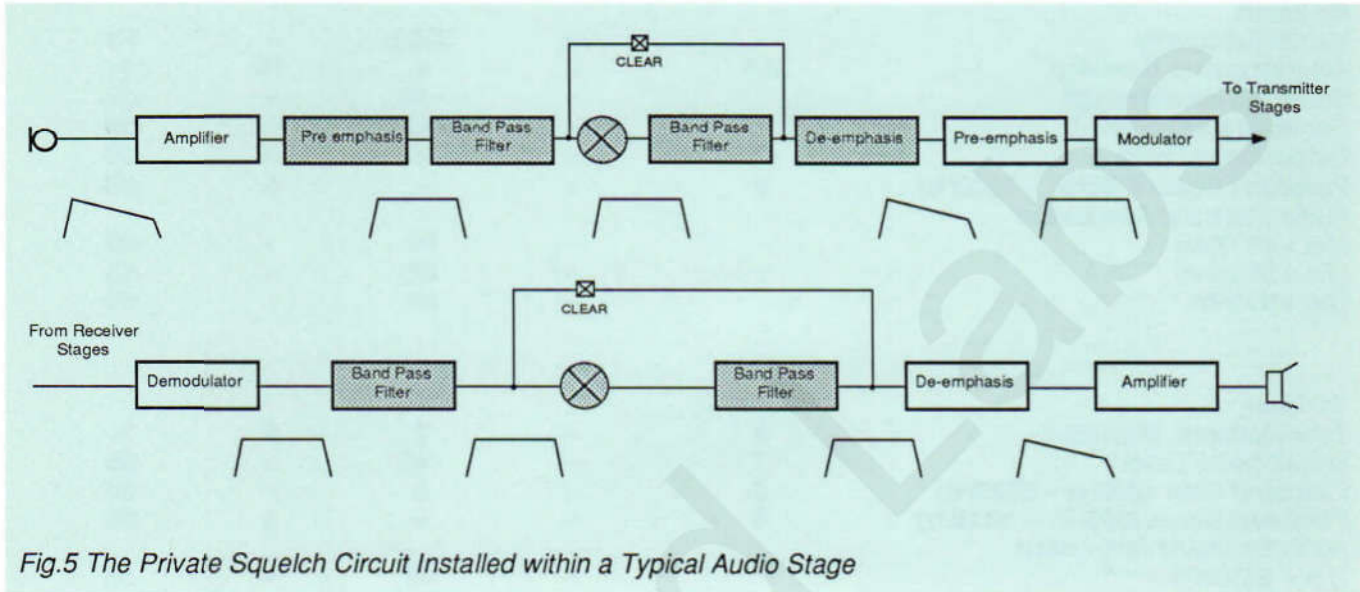 CLEAR
To Transmitter
Stages
Amplifier
Pre emphasis
Band Pass
Filter
Band Pass
Filter
De-emphasis
Pre-emphasis
Modulator
CLEAR
From Receiver
Stages
Demodulator
Band Pass
Filter
Band Pass
Filter
De-emphasis
Amplifier
Fig.5 The Private Squelch Circuit Installed within a Typical Audio Stage
d Labs